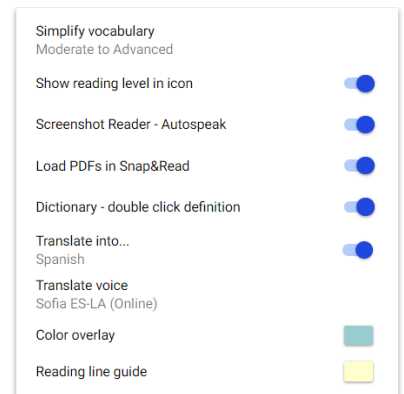 Simplify vocabulary
Moderate to Advanced
Show reading level in icon
Screenshot Reader - Autospeak
Load PDFs in Snap&Read
Dictionary - double click definition
Translate into...
Spanish
Translate voice
Sofia ES-LA (Online)
Color overlay
Reading line guide